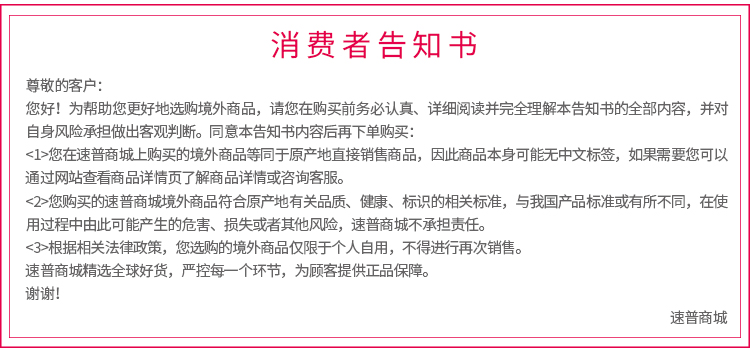 消费者告知书
尊敬的客户：
您好！为帮助您更好地选购境外商品，请您在购买前务必认真、详细阅读并完全理解本告知书的全部内容，并对
自身风险承担做出客观判断。同意本告知书内容后再下单购买：
<1>您在速普商城上购买的境外商品等同于原产地直接销售商品，因此商品本身可能无中文标签，如果需要您可以
通过网站查看商品详情页了解商品详情或咨询客服。
<2>您购买的速普商城境外商品符合原产地有关品质、健康、标识的相关标准，与我国产品标准或有所不同，在使
用过程中由此可能产生的危害、损失或者其他风险，速普商城不承担责任。
<3>根据相关法律政策，您选购的境外商品仅限于个人自用，不得进行再次销售。
速普商城精选全球好货，严控每一个环节，为顾客提供正品保障。
谢谢！
速普商城